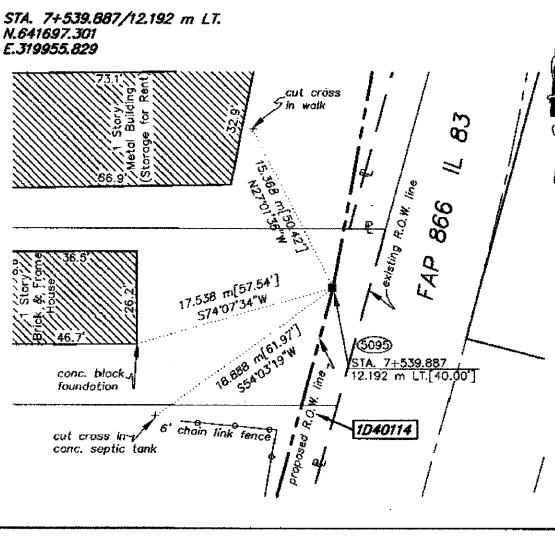 STA. 7+539.887/12.192 m LT.
N.641697.301
E.319955.829
73.1'
1 Story
Metal Building
(Storage for Rent)
32.9'
56.9'
cut cross
in walk
15.368 m[50.42']
N27°01'36"W
FAP 866 IL 83
existing R.O.W. line
36.5'
1 Story
Brick & Frame
House
26.2'
46.7'
17.538 m[57.54']
S74°07'34"W
18.888 m[61.97']
S54°03'19"W
conc. block
foundation
5095
STA. 7+539.887
12.192 m LT.[40.00']
cut cross in
conc. septic tank
6' chain link fence
proposed R.O.W. line
1D40114